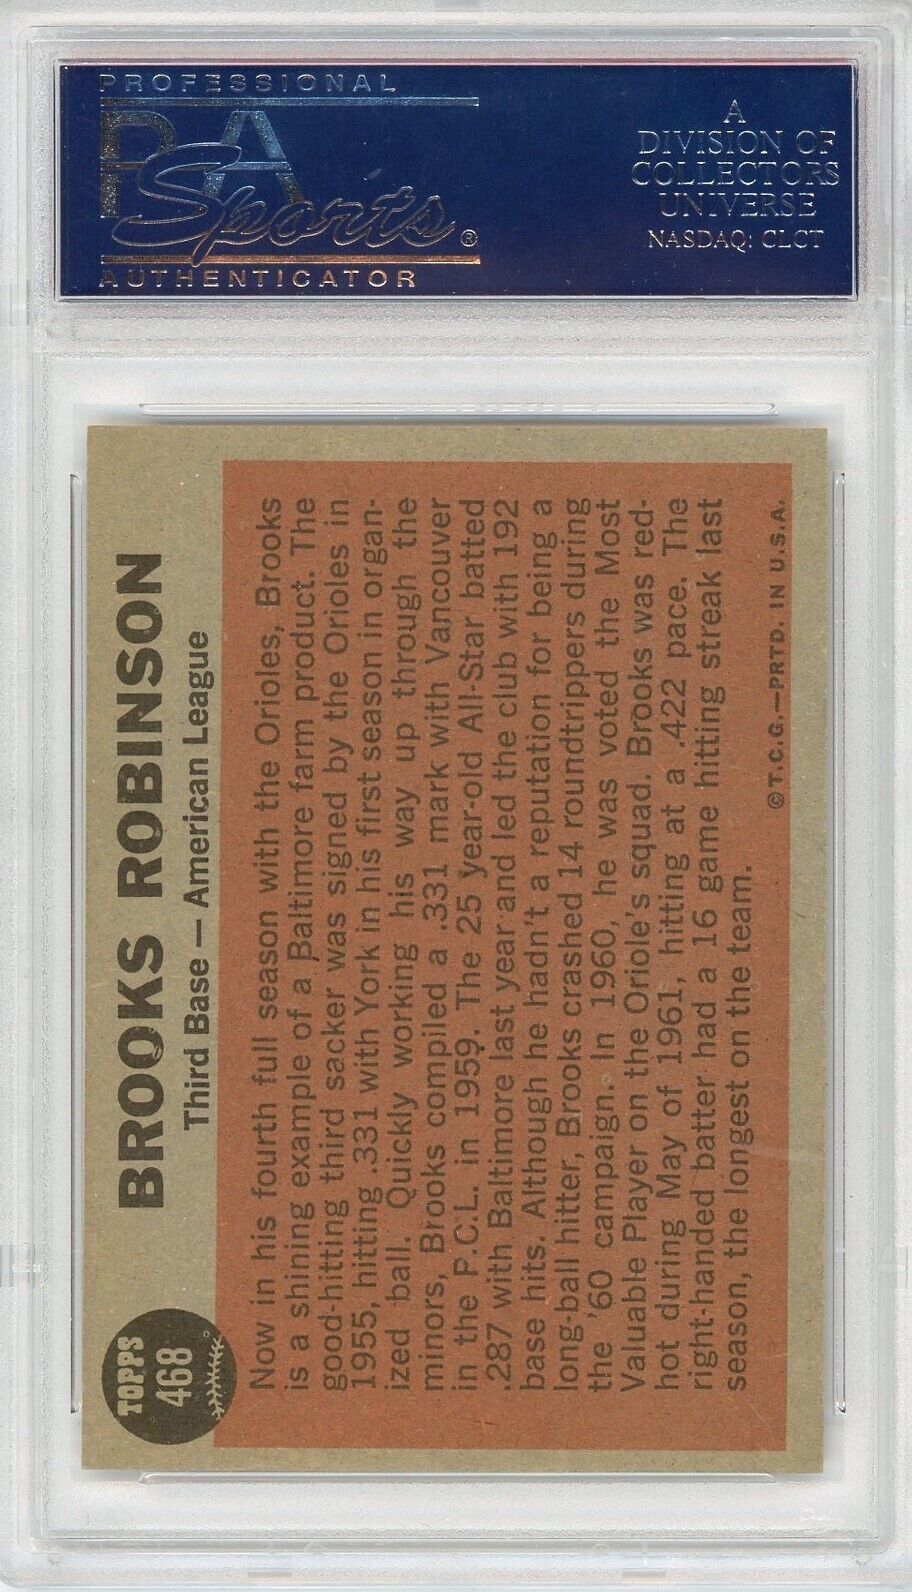 PROFESSIONAL
PSA
Sports®
AUTHENTICATOR
A
DIVISION OF
COLLECTORS
UNIVERSE
NASDAQ: CLCT
TOPPS
468
BROOKS ROBINSON
Third Base — American League
Now in his fourth full season with the Orioles, Brooks
is a shining example of a Baltimore farm product. The
good-hitting third sacker was signed by the Orioles in
1955, hitting .331 with York in his first season in organ-
ized ball. Quickly working his way up through the
minors, Brooks compiled a .331 mark with Vancouver
in the P.C.L. in 1959. The 25 year-old All-Star batted
.287 with Baltimore last year and led the club with 192
base hits. Although he hadn't a reputation for being a
long-ball hitter, Brooks crashed 14 roundtrippers during
the '60 campaign. In 1960, he was voted the Most
Valuable Player on the Oriole's squad. Brooks was red-
hot during May of 1961, hitting at a .422 pace. The
right-handed batter had a 16 game hitting streak last
season, the longest on the team.
©T.C.G.—PRTD. IN U.S.A.